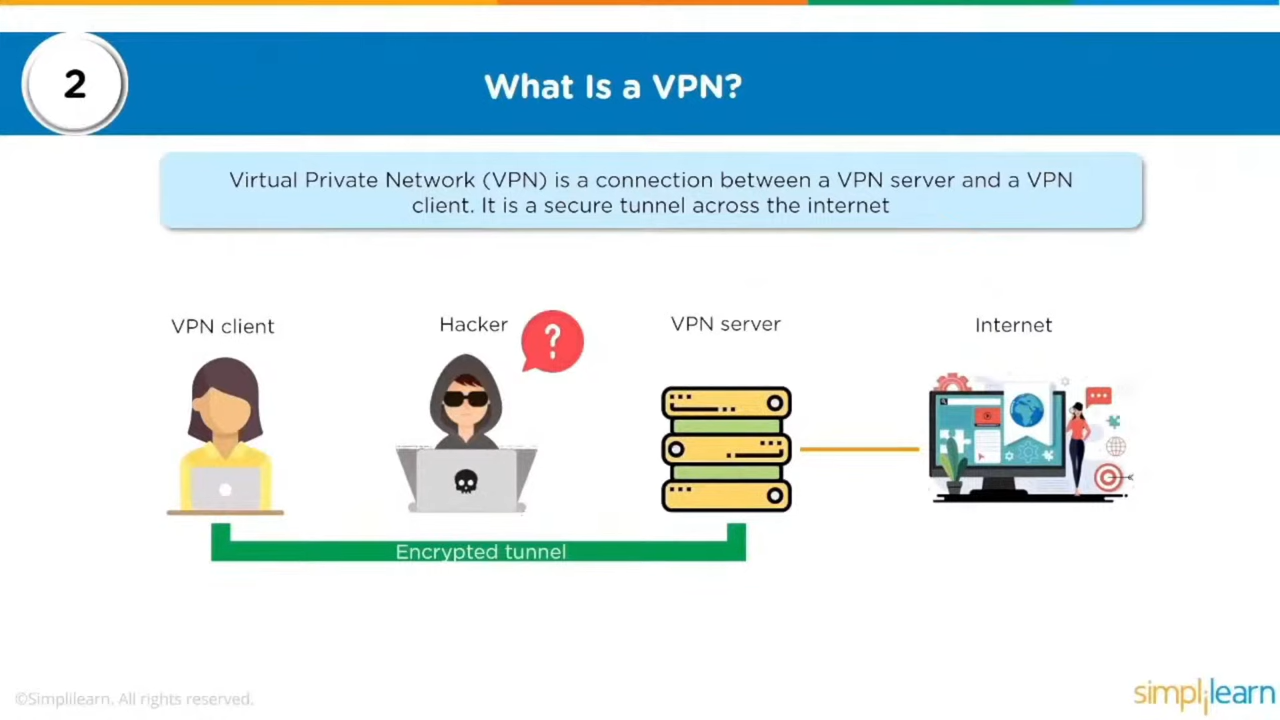 2
What Is a VPN?
Virtual Private Network (VPN) is a connection between a VPN server and a VPN
client. It is a secure tunnel across the internet
VPN client
Hacker
?
VPN server
Internet
Encrypted tunnel
©Simplilearn. All rights reserved.
simplilearn